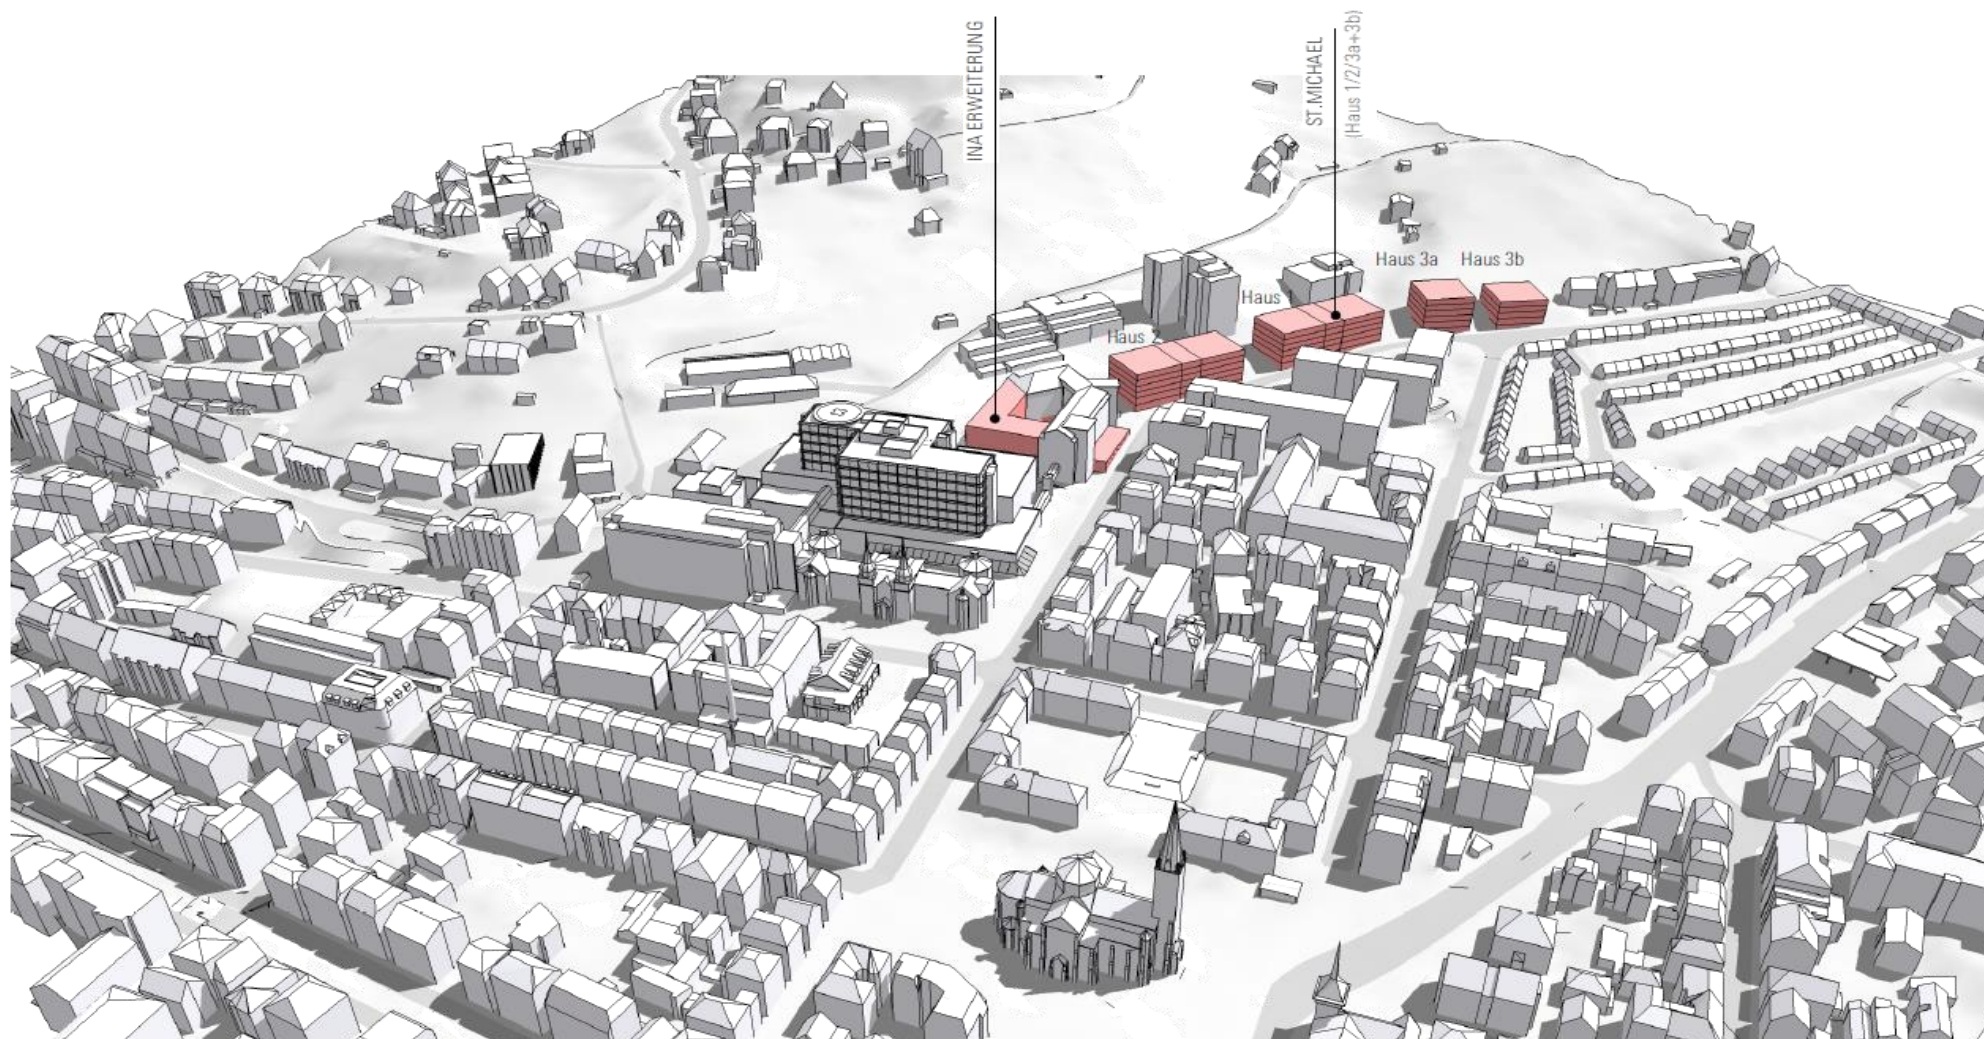 INA ERWEITERUNG
ST.MICHAEL
(Haus 1/2/3a+3b)
Haus 3a
Haus 3b
Haus
Haus 2